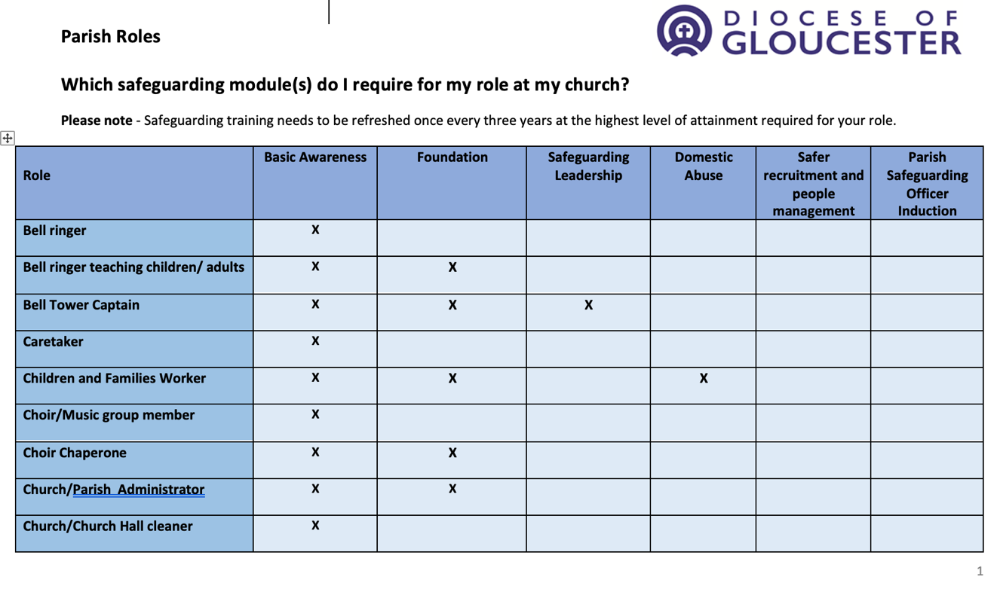 DIOCESE OF
GLOUCESTER
Parish Roles
Which safeguarding module(s) do I require for my role at my church?
Please note - Safeguarding training needs to be refreshed once every three years at the highest level of attainment required for your role.
Role Basic Awareness Foundation Safeguarding Leadership Domestic Abuse Safer recruitment and people management Parish Safeguarding Officer Induction
Bell ringer X
Bell ringer teaching children/ adults X X
Bell Tower Captain X X X
Caretaker X
Children and Families Worker X X X
Choir/Music group member X
Choir Chaperone X X
Church/Parish Administrator X X
Church/Church Hall cleaner X
1